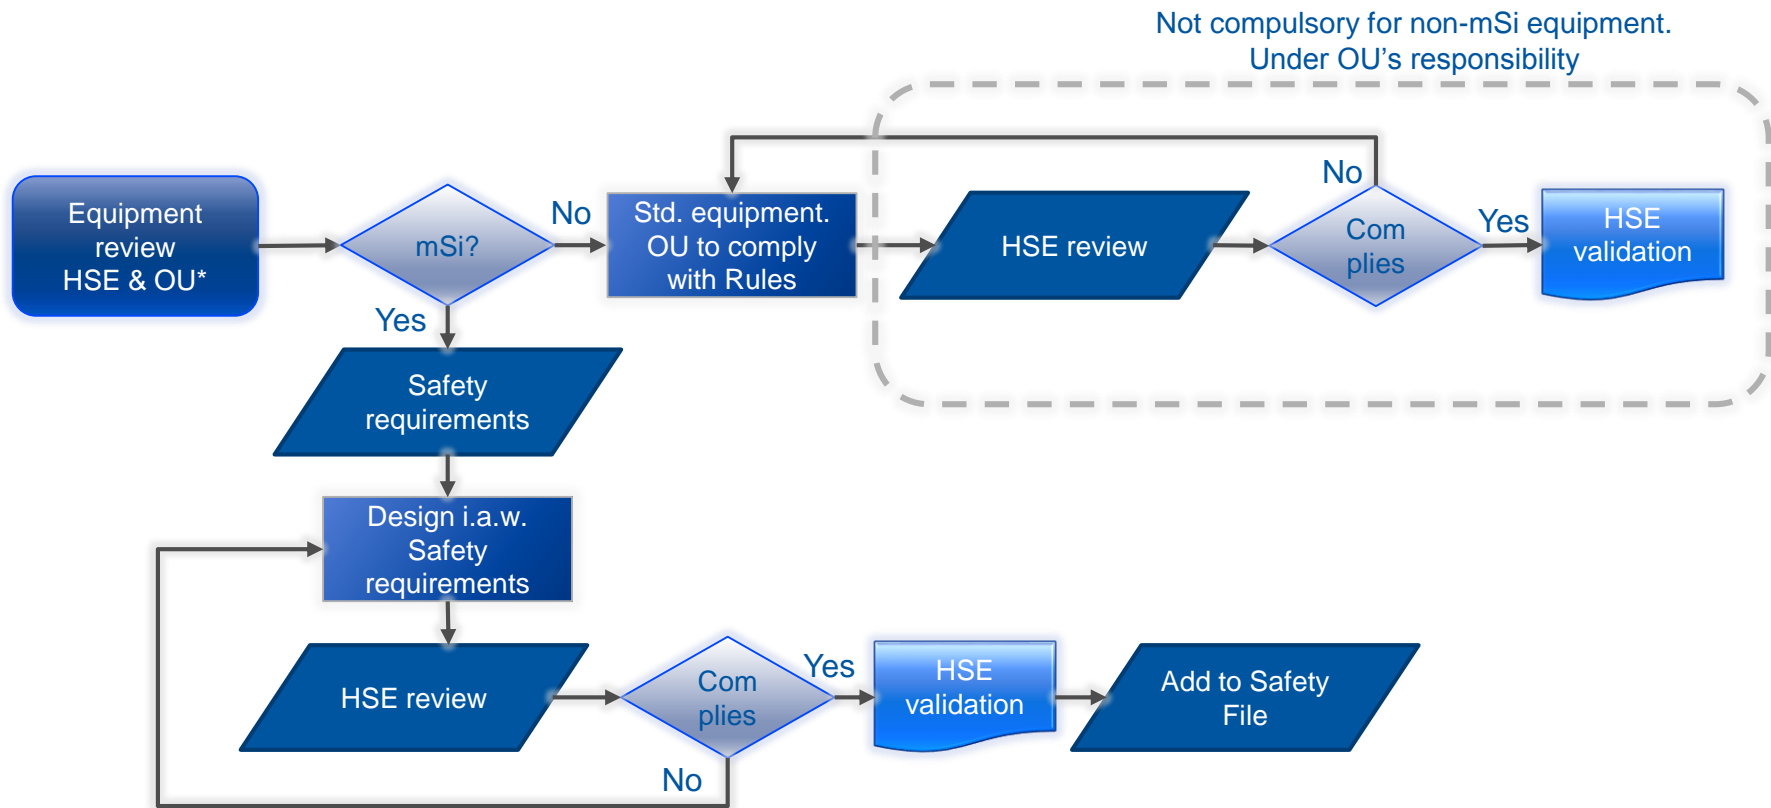 Not compulsory for non-mSi equipment.
Under OU's responsibility
Equipment
review
HSE & OU*
mSi?
No
Std. equipment.
OU to comply
with Rules
HSE review
No
Com
plies
Yes
HSE
validation
Yes
Safety
requirements
Design i.a.w.
Safety
requirements
HSE review
Com
plies
Yes
No
HSE
validation
Add to Safety
File